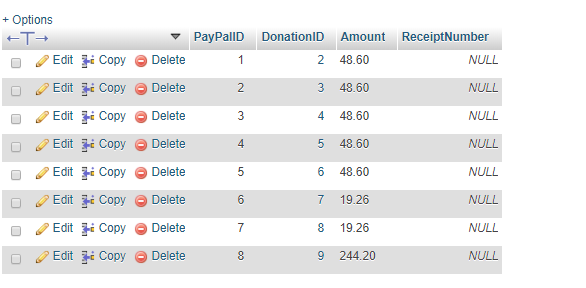 + Options
←T→ PayPalID DonationID Amount ReceiptNumber
Edit Copy Delete 1 2 48.60 NULL
Edit Copy Delete 2 3 48.60 NULL
Edit Copy Delete 3 4 48.60 NULL
Edit Copy Delete 4 5 48.60 NULL
Edit Copy Delete 5 6 48.60 NULL
Edit Copy Delete 6 7 19.26 NULL
Edit Copy Delete 7 8 19.26 NULL
Edit Copy Delete 8 9 244.20 NULL